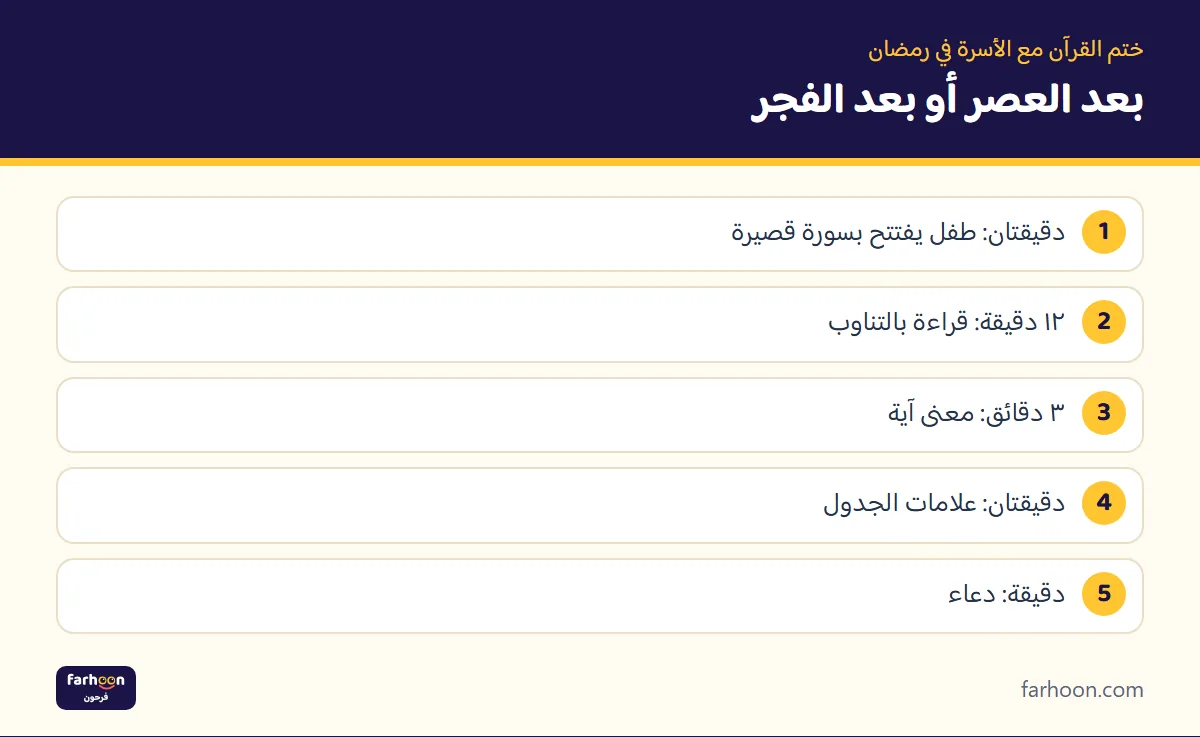 ختم القرآن مع الأسرة في رمضان
بعد العصر أو بعد الفجر
1 دقيقتان: طفل يفتتح بسورة قصيرة
2 ١٢ دقيقة: قراءة بالتناوب
3 ٣ دقائق: معنى آية
4 دقيقتان: علامات الجدول
5 دقيقة: دعاء
farhoon.com
farhoon
فرحون